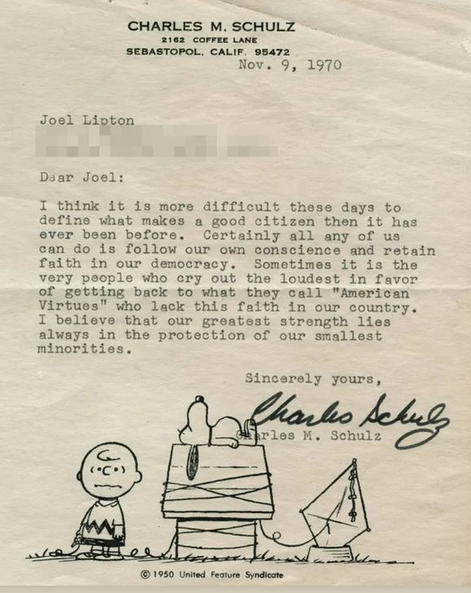 CHARLES M. SCHULZ
2162 COFFEE LANE
SEBASTOPOL, CALIF. 95472
Nov. 9, 1970
Joel Lipton
Dear Joel:
I think it is more difficult these days to
define what makes a good citizen then it has
ever been before.  Certainly all any of us
can do is follow our own conscience and retain
faith in our democracy.  Sometimes it is the
very people who cry out the loudest in favor
of getting back to what they call "American
Virtues" who lack this faith in our country.
I believe that our greatest strength lies
always in the protection of our smallest
minorities.
Sincerely yours,
Charles Schulz
Charles M. Schulz
© 1950 United Feature Syndicate